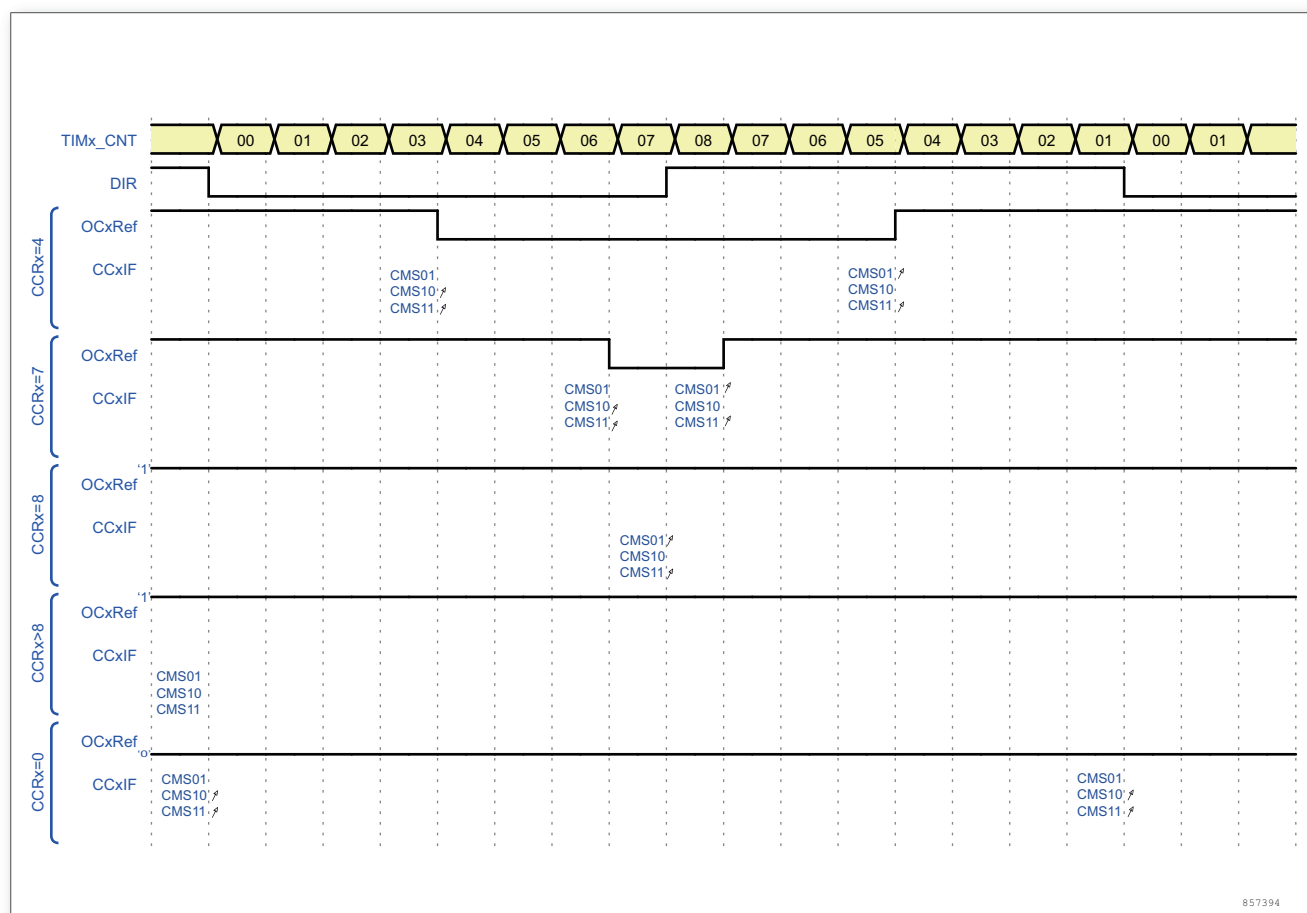 TIMx_CNT 00 01 02 03 04 05 06 07 08 07 06 05 04 03 02 01 00 01
DIR
CCRx=4
OCxRef
CCxIF
CMS01 CMS01
CMS10 CMS10
CMS11 CMS11
CCRx=7
OCxRef
CCxIF
CMS01 CMS01
CMS10 CMS10
CMS11 CMS11
CCRx=8
'1'
OCxRef
CCxIF
CMS01
CMS10
CMS11
CCRx>8
'1'
OCxRef
CCxIF
CMS01
CMS10
CMS11
CCRx=0
OCxRef
'0'
CCxIF
CMS01 CMS01
CMS10 CMS10
CMS11 CMS11
857394